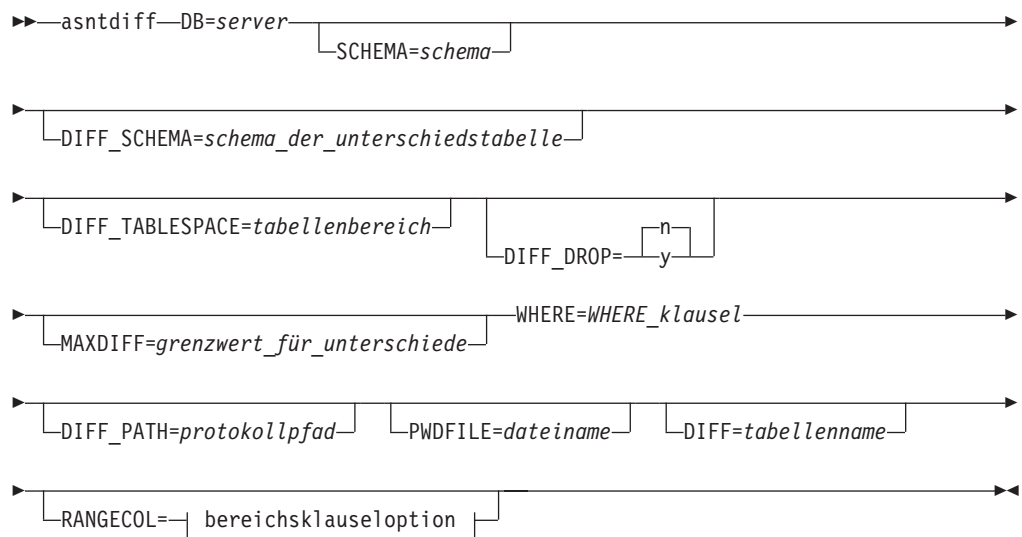 asntdiff DB=server
SCHEMA=schema
DIFF_SCHEMA=schema_der_unterschiedstabelle
DIFF_TABLESPACE=tabellenbereich
n
DIFF_DROP= y
WHERE=WHERE_klausel
MAXDIFF=grenzwert_für_unterschiede
DIFF_PATH=protokollpfad PWDFILE=dateiname DIFF=tabellenname
RANGECOL= bereichsklauseloption